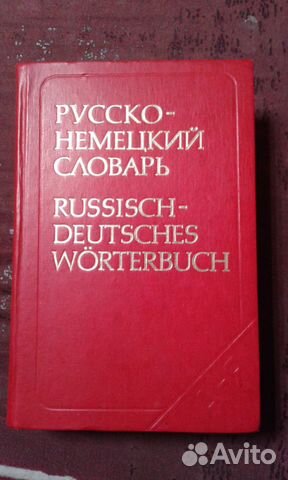 РУССКО-
НЕМЕЦКИЙ
СЛОВАРЬ
RUSSISCH-
DEUTSCHES
WÖRTERBUCH
Avito